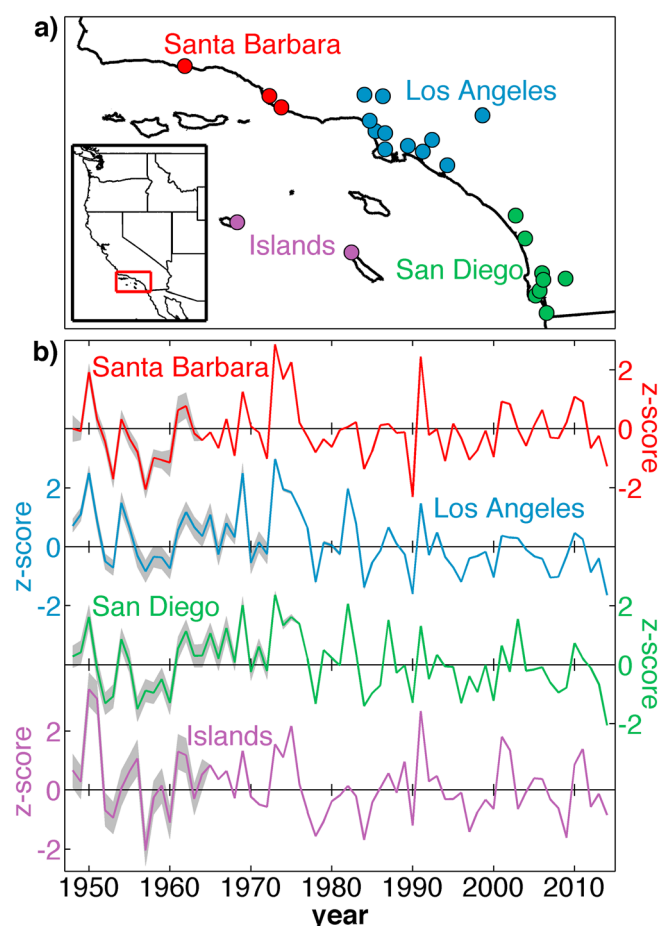 a)
Santa Barbara
Los Angeles
Islands
San Diego
b)
Santa Barbara
2
0
-2
z-score
Los Angeles
2
0
-2
z-score
San Diego
2
0
-2
z-score
Islands
2
0
-2
z-score
1950 1960 1970 1980 1990 2000 2010
year